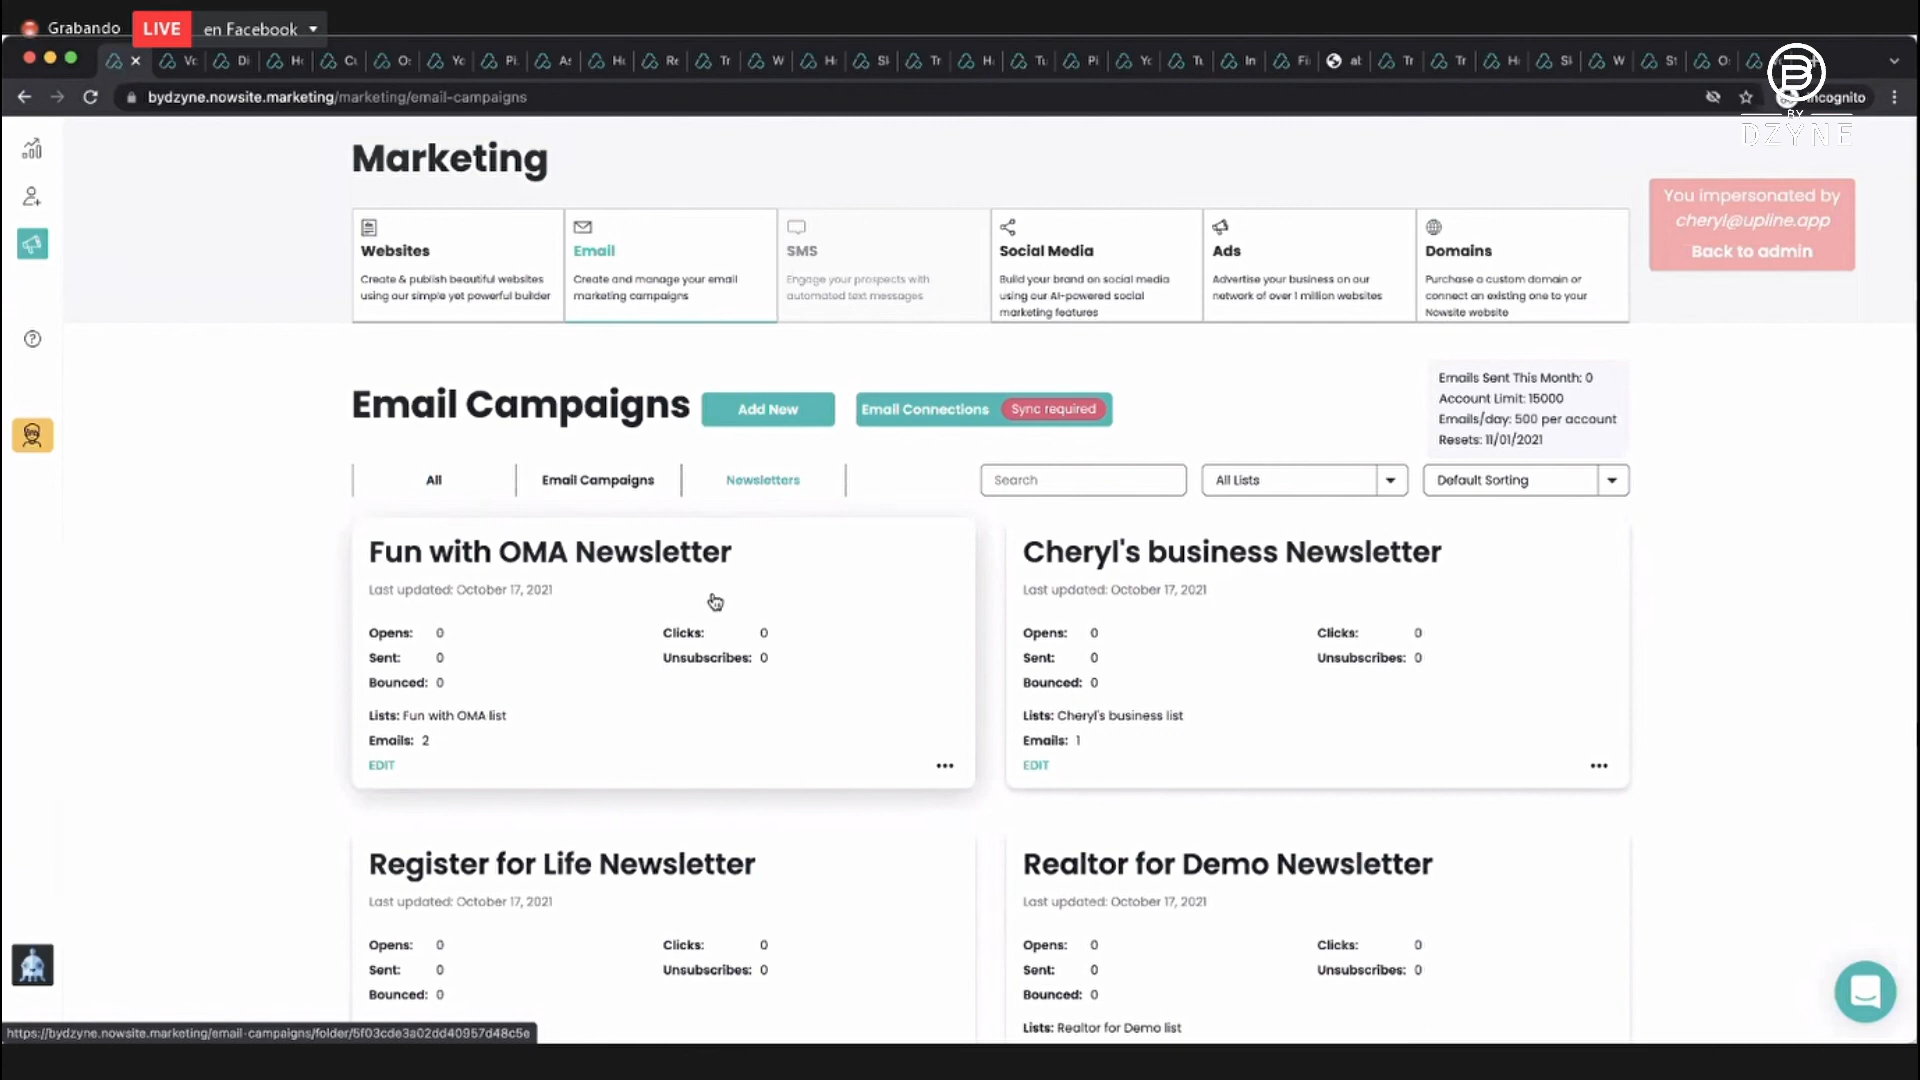 Grabando
LIVE
en Facebook
bydzyne.nowsite.marketing/marketing/email-campaigns
Incognito
BY
DZYNE
Marketing
You impersonated by
cheryl@upline.app
Back to admin
Websites
Create & publish beautiful websites
using our simple yet powerful builder
Email
Create and manage your email
marketing campaigns
SMS
Engage your prospects with
automated text messages
Social Media
Build your brand on social media
using our AI-powered social
marketing features
Ads
Advertise your business on our
network of over 1 million websites
Domains
Purchase a custom domain or
connect an existing one to your
Nowsite website
Email Campaigns
Add New
Email Connections
Sync required
Emails Sent This Month: 0
Account Limit: 15000
Emails/day: 500 per account
Resets: 11/01/2021
All
Email Campaigns
Newsletters
Search
All Lists
Default Sorting
Fun with OMA Newsletter
Last updated: October 17, 2021
Opens: 0
Clicks: 0
Sent: 0
Unsubscribes: 0
Bounced: 0
Lists: Fun with OMA list
Emails: 2
EDIT
Cheryl's business Newsletter
Last updated: October 17, 2021
Opens: 0
Clicks: 0
Sent: 0
Unsubscribes: 0
Bounced: 0
Lists: Cheryl's business list
Emails: 1
EDIT
Register for Life Newsletter
Last updated: October 17, 2021
Opens: 0
Clicks: 0
Sent: 0
Unsubscribes: 0
Bounced: 0
Realtor for Demo Newsletter
Last updated: October 17, 2021
Opens: 0
Clicks: 0
Sent: 0
Unsubscribes: 0
Bounced: 0
Lists: Realtor for Demo list
https://bydzyne.nowsite.marketing/email-campaigns/folder/5f03cde3a02dd40957d48c5e